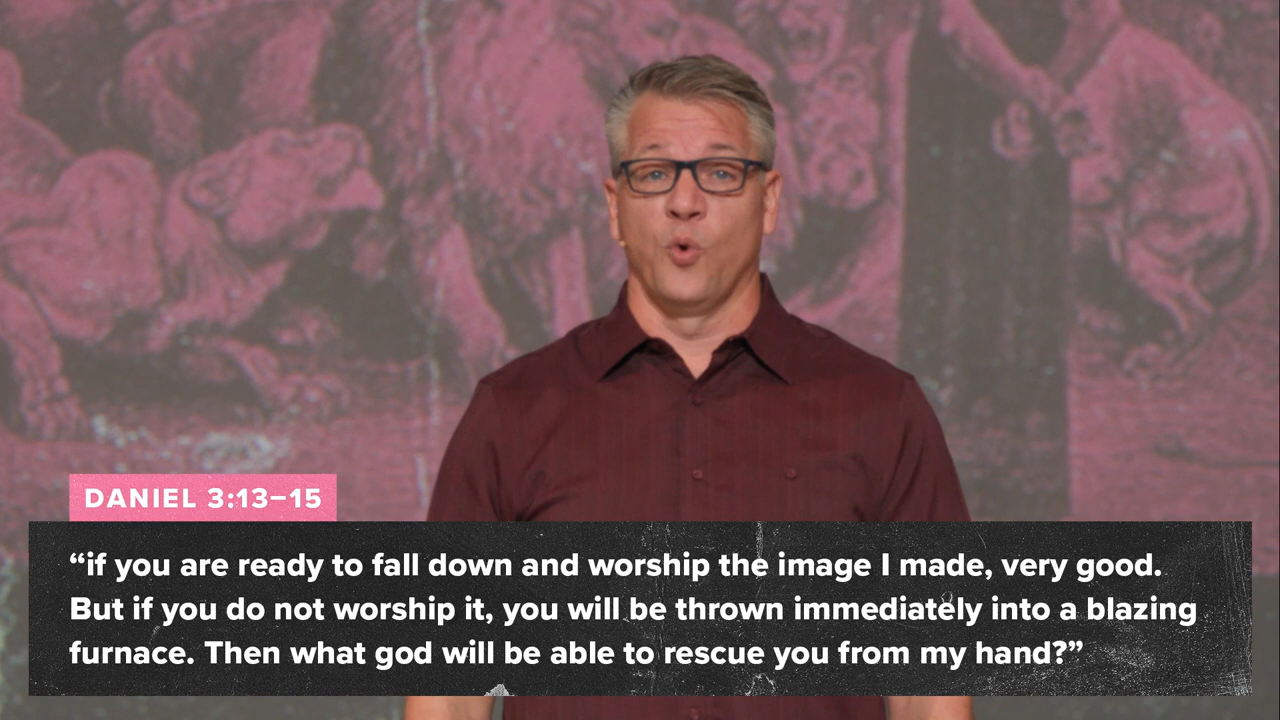 DANIEL 3:13–15
“if you are ready to fall down and worship the image I made, very good.
But if you do not worship it, you will be thrown immediately into a blazing
furnace. Then what god will be able to rescue you from my hand?”